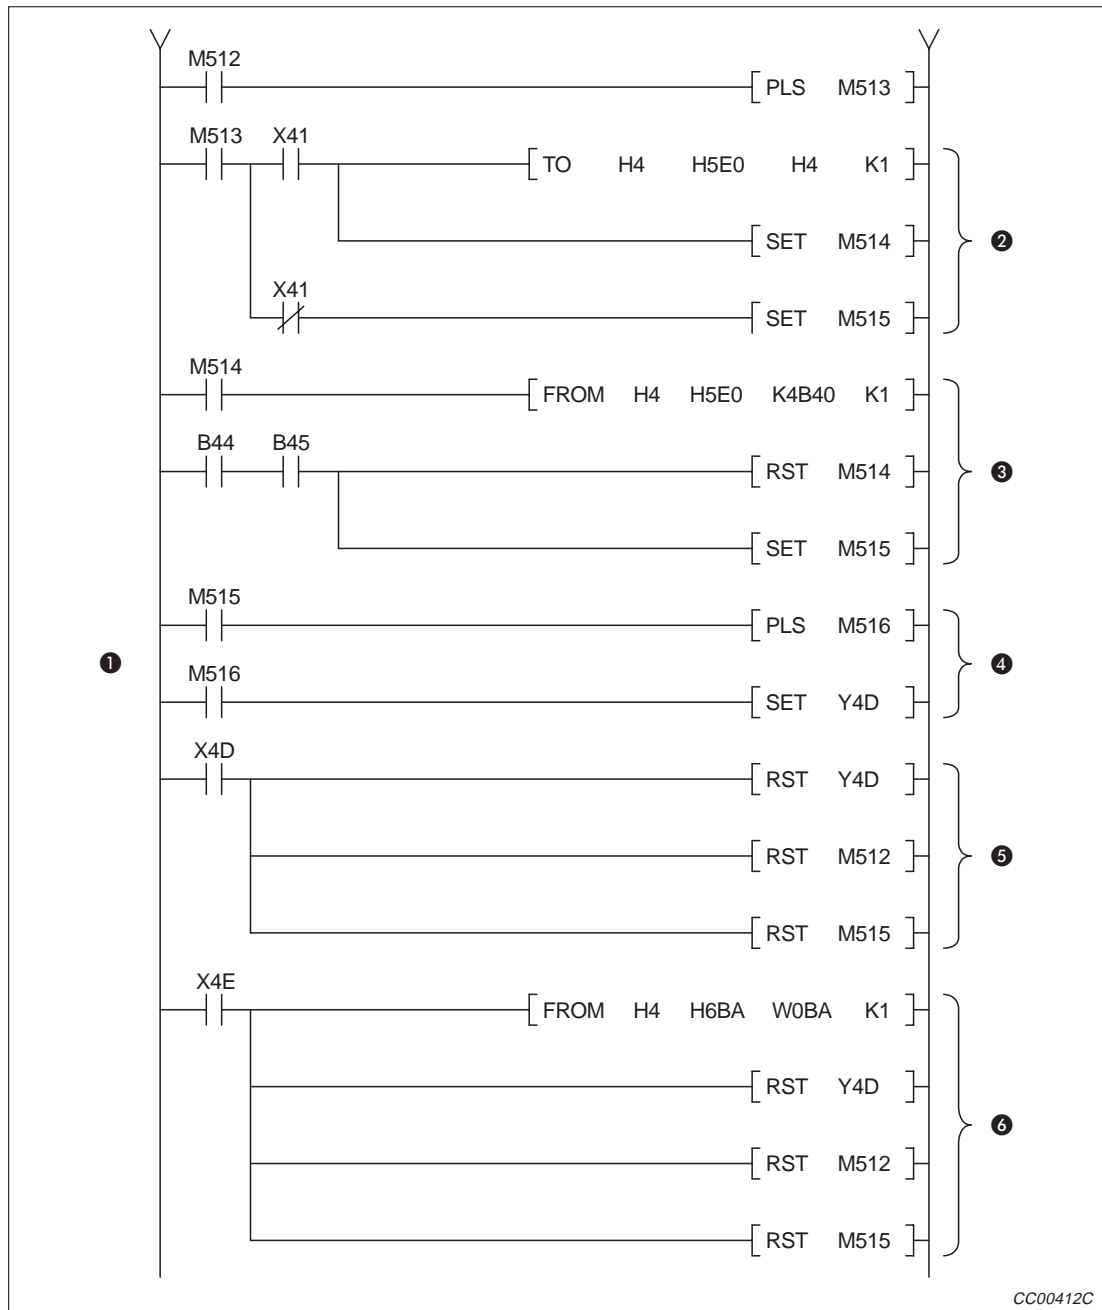 M512
[ PLS M513 ]
M513 X41
[ TO H4 H5E0 H4 K1 ]
[ SET M514 ]
❷
X41
[ SET M515 ]
M514
[ FROM H4 H5E0 K4B40 K1 ]
B44 B45
[ RST M514 ]
❸
[ SET M515 ]
M515
[ PLS M516 ]
❶
❹
M516
[ SET Y4D ]
X4D
[ RST Y4D ]
[ RST M512 ]
❺
[ RST M515 ]
X4E
[ FROM H4 H6BA W0BA K1 ]
[ RST Y4D ]
❻
[ RST M512 ]
[ RST M515 ]
CC00412C